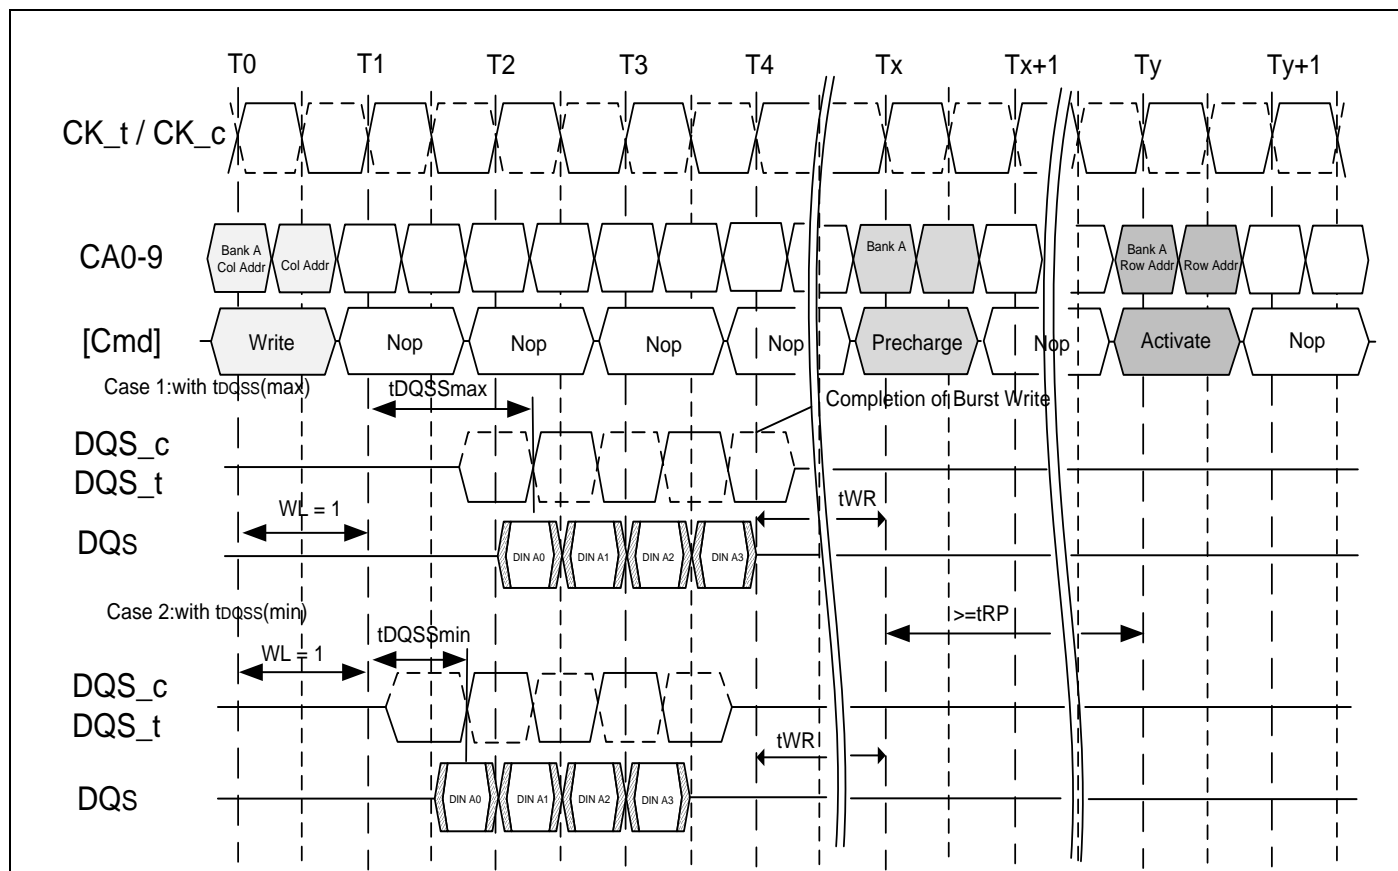 T0 T1 T2 T3 T4 Tx Tx+1 Ty Ty+1
CK_t / CK_c
CA0-9
Bank A
Col Addr
Col Addr
Bank A
Bank A
Row Addr
Row Addr
[Cmd]
Write Nop Nop Nop Nop Precharge Nop Activate Nop
Case 1:with tDQSS(max)
tDQSSmax
Completion of Burst Write
DQS_c
DQS_t
WL = 1
tWR
DQs
DIN A0 DIN A1 DIN A2 DIN A3
Case 2:with tDQSS(min)
tDQSSmin
>=tRP
WL = 1
DQS_c
DQS_t
tWR
DQs
DIN A0 DIN A1 DIN A2 DIN A3